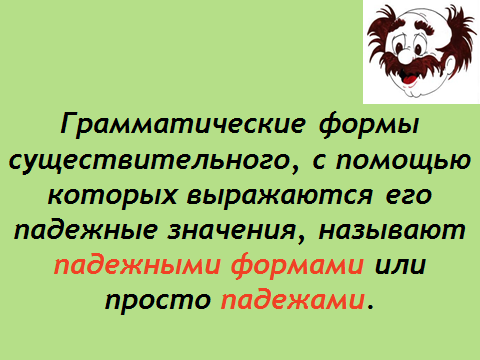 Грамматические формы
существительного, с помощью
которых выражаются его
падежные значения, называют
падежными формами или
просто падежами.